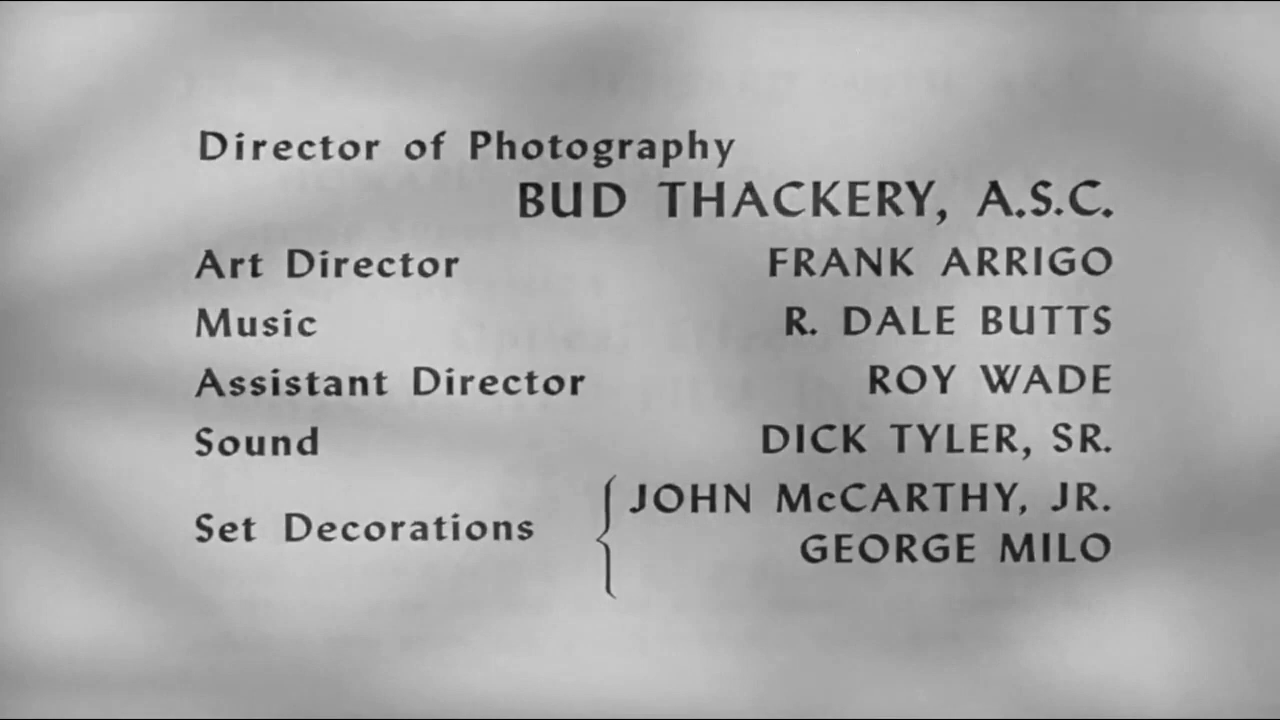 Director of Photography
BUD THACKERY, A.S.C.
Art Director FRANK ARRIGO
Music R. DALE BUTTS
Assistant Director ROY WADE
Sound DICK TYLER, SR.
Set Decorations JOHN McCARTHY, JR.
GEORGE MILO